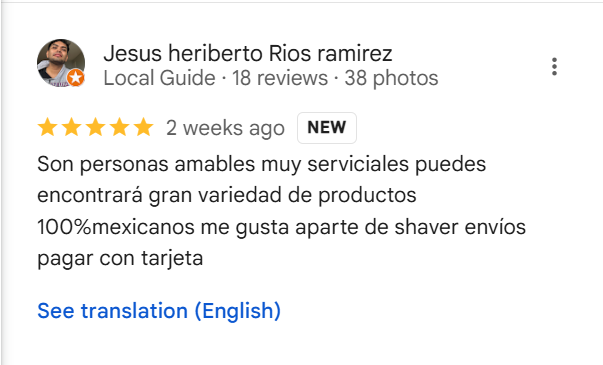 Jesus heriberto Rios ramirez
Local Guide · 18 reviews · 38 photos
2 weeks ago NEW
Son personas amables muy serviciales puedes
encontrará gran variedad de productos
100%mexicanos me gusta aparte de shaver envíos
pagar con tarjeta
See translation (English)